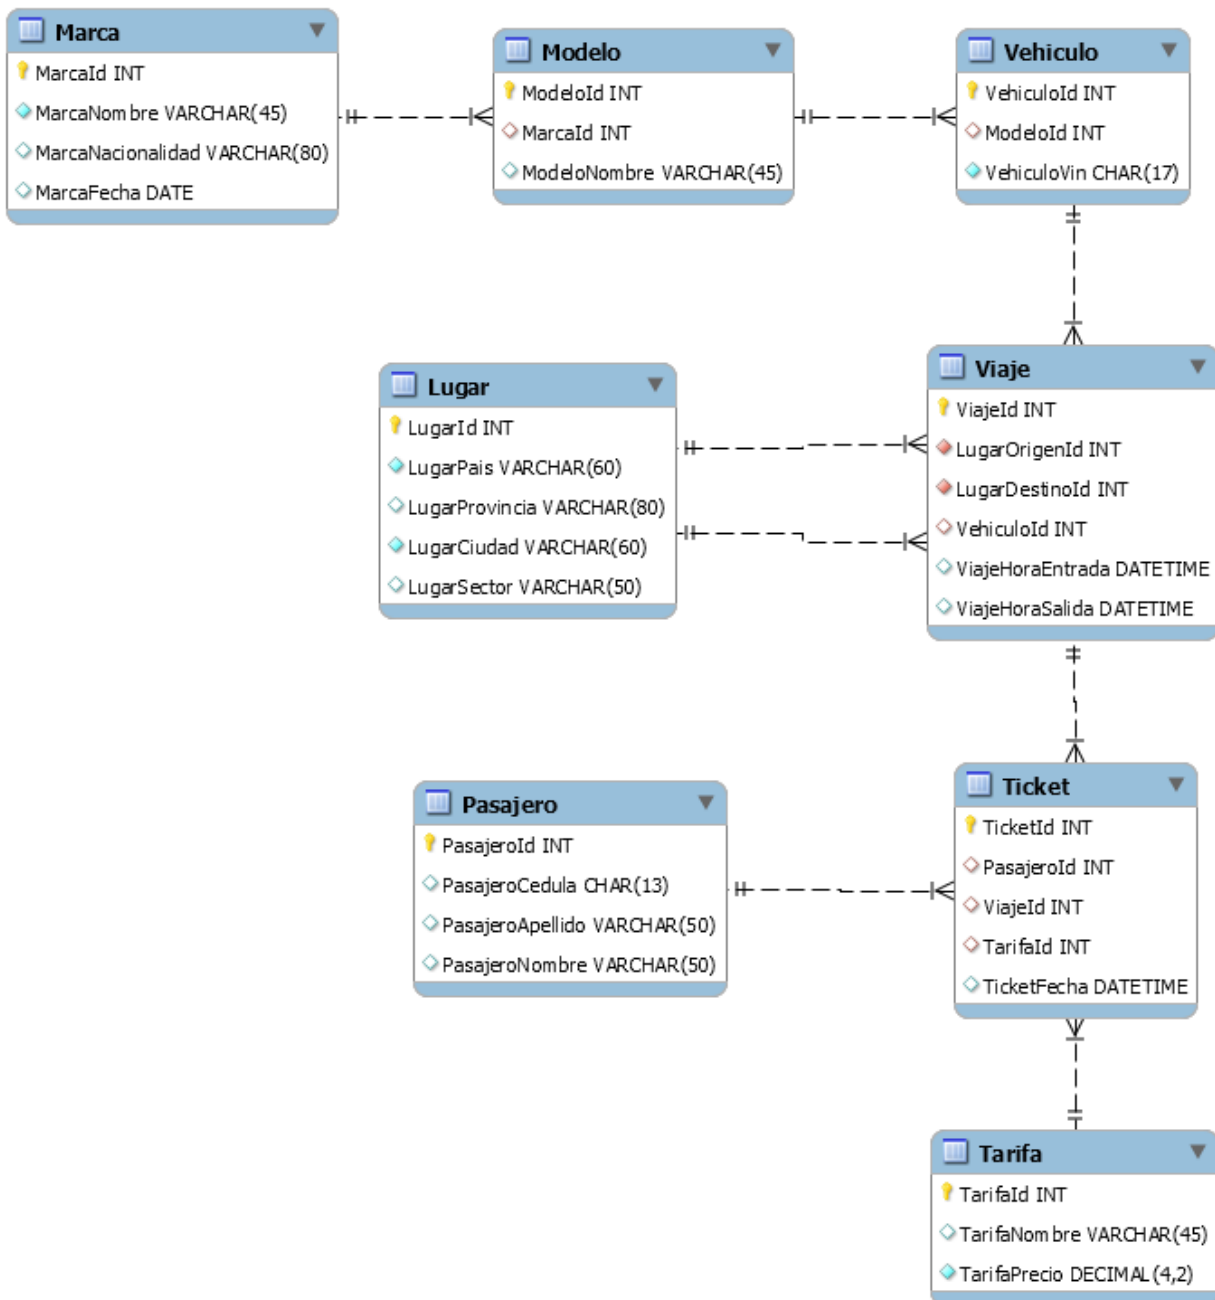 Marca
MarcaId INT
MarcaNombre VARCHAR(45)
MarcaNacionalidad VARCHAR(80)
MarcaFecha DATE
Modelo
ModeloId INT
MarcaId INT
ModeloNombre VARCHAR(45)
Vehiculo
VehiculoId INT
ModeloId INT
VehiculoVin CHAR(17)
Lugar
LugarId INT
LugarPais VARCHAR(60)
LugarProvincia VARCHAR(80)
LugarCiudad VARCHAR(60)
LugarSector VARCHAR(50)
Viaje
ViajeId INT
LugarOrigenId INT
LugarDestinoId INT
VehiculoId INT
ViajeHoraEntrada DATETIME
ViajeHoraSalida DATETIME
Pasajero
PasajeroId INT
PasajeroCedula CHAR(13)
PasajeroApellido VARCHAR(50)
PasajeroNombre VARCHAR(50)
Ticket
TicketId INT
PasajeroId INT
ViajeId INT
TarifaId INT
TicketFecha DATETIME
Tarifa
TarifaId INT
TarifaNombre VARCHAR(45)
TarifaPrecio DECIMAL(4,2)